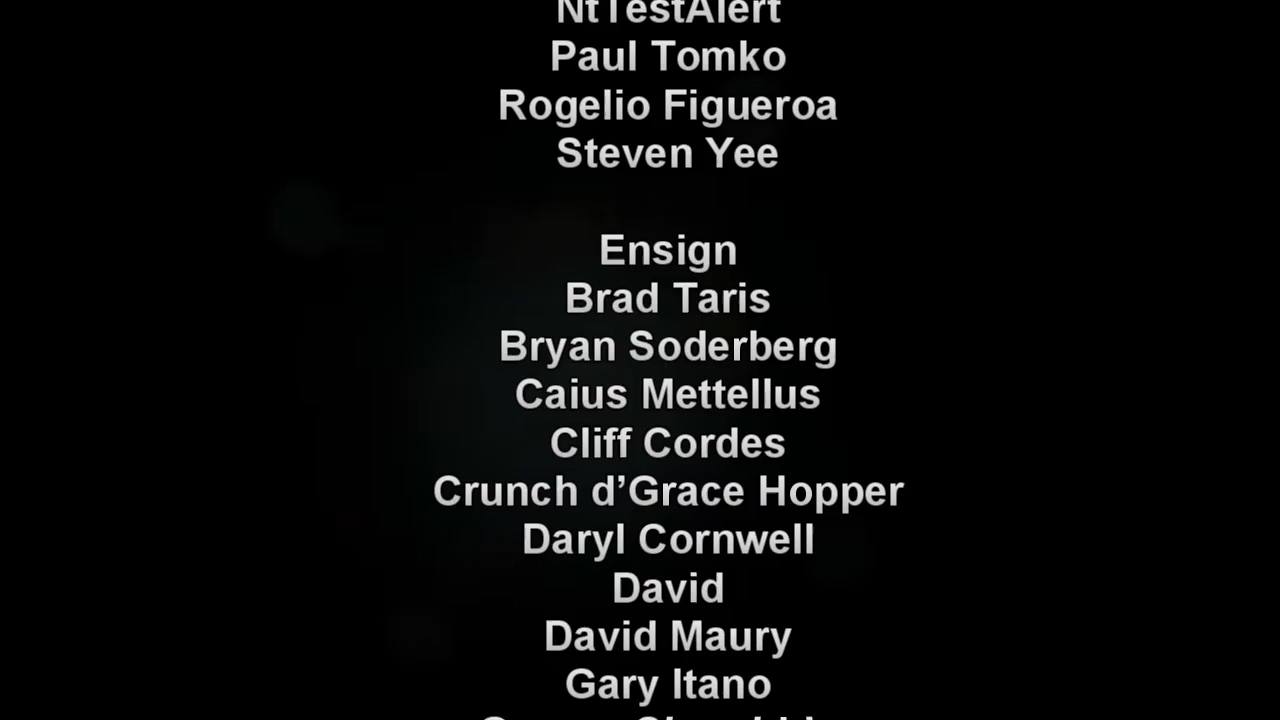 NtTestAlert
Paul Tomko
Rogelio Figueroa
Steven Yee
Ensign
Brad Taris
Bryan Soderberg
Caius Mettellus
Cliff Cordes
Crunch d’Grace Hopper
Daryl Cornwell
David
David Maury
Gary Itano